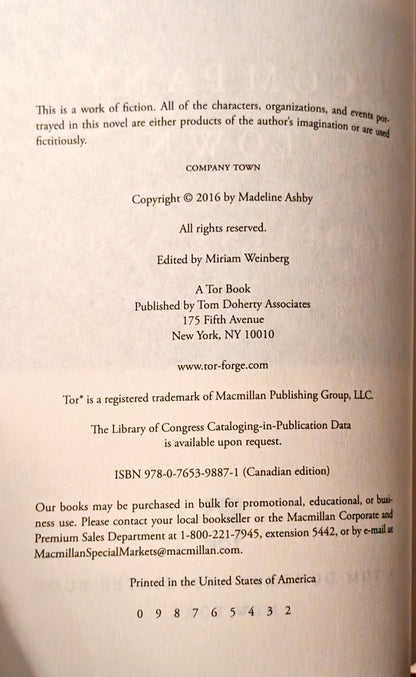 This is a work of fiction. All of the characters, organizations, and events por-
trayed in this novel are either products of the author's imagination or are used
fictitiously.
COMPANY TOWN
Copyright © 2016 by Madeline Ashby
All rights reserved.
Edited by Miriam Weinberg
A Tor Book
Published by Tom Doherty Associates
175 Fifth Avenue
New York, NY 10010
www.tor-forge.com
Tor® is a registered trademark of Macmillan Publishing Group, LLC.
The Library of Congress Cataloging-in-Publication Data
is available upon request.
ISBN 978-0-7653-9887-1 (Canadian edition)
Our books may be purchased in bulk for promotional, educational, or busi-
ness use. Please contact your local bookseller or the Macmillan Corporate and
Premium Sales Department at 1-800-221-7945, extension 5442, or by e-mail at
MacmillanSpecialMarkets@macmillan.com.
Printed in the United States of America
0 9 8 7 6 5 4 3 2